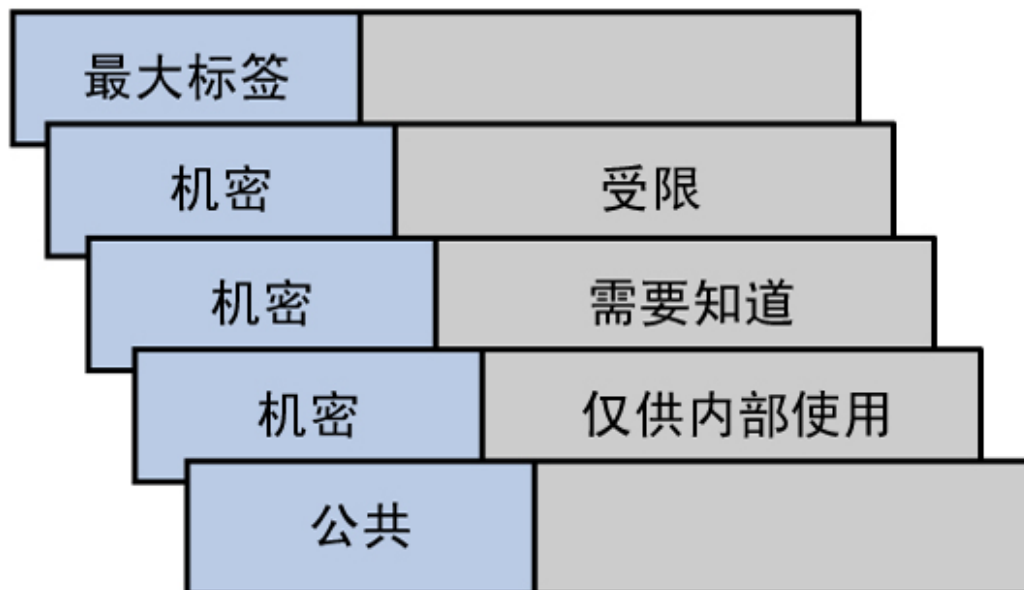 最大标签
机密 受限
机密 需要知道
机密 仅供内部使用
公共